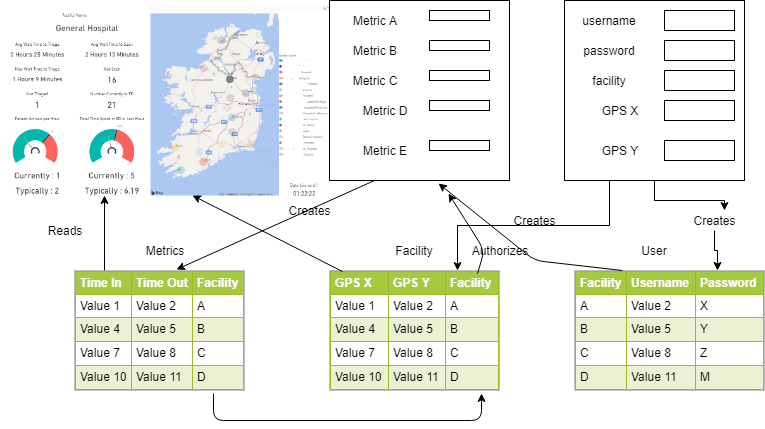 Facility Name
General Hospital
Avg Wait Time to Triage
0 Hours 25 Minutes
Avg Wait Time to Seen
2 Hours 13 Minutes
Max Wait Time to Triage
1 Hours 9 Minutes
Not Seen
16
Not Triaged
1
Number Currently in ED
21
Patient Arrivals per Hour
Total Time Spent in ED in Last Hour
Currently : 1
Typically : 2
Currently : 5
Typically : 6.19
Bing
Data Live as of
01:22:22
Metric A
Metric B
Metric C
Metric D
Metric E
username
password
facility
GPS X
GPS Y
Reads
Creates
Creates
Creates
Authorizes
Metrics
Time In Time Out Facility
Value 1 Value 2 A
Value 4 Value 5 B
Value 7 Value 8 C
Value 10 Value 11 D
Facility
GPS X GPS Y Facility
Value 1 Value 2 A
Value 4 Value 5 B
Value 7 Value 8 C
Value 10 Value 11 D
User
Facility Username Password
A Value 2 X
B Value 5 Y
C Value 8 Z
D Value 11 M